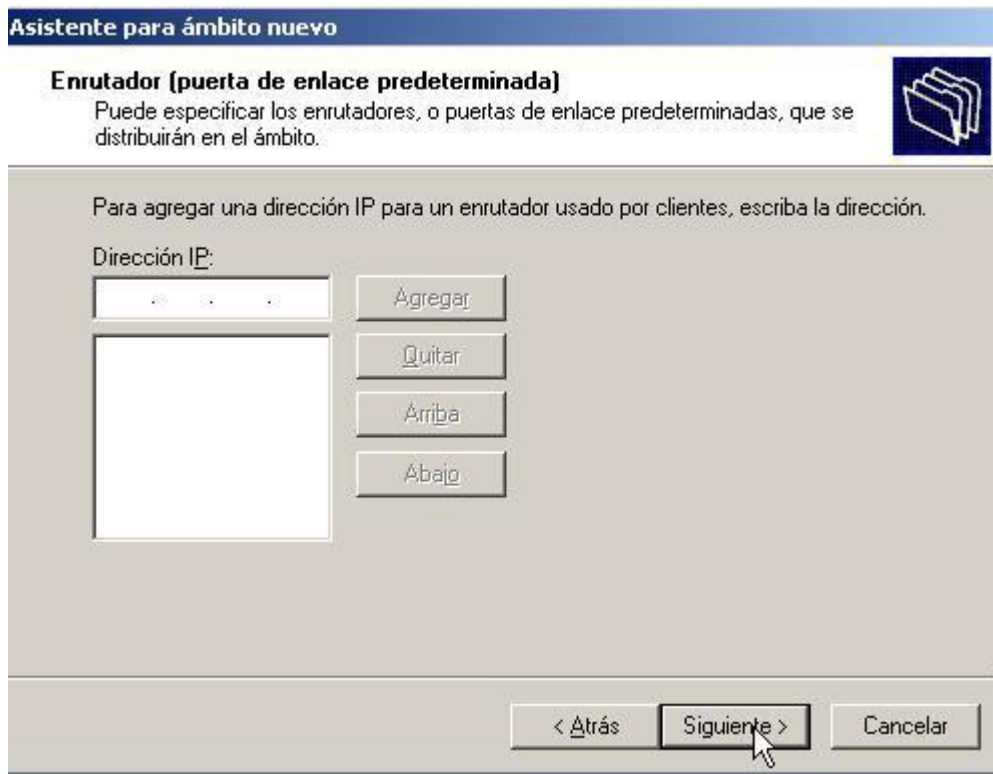 Asistente para ámbito nuevo
Enrutador (puerta de enlace predeterminada)
Puede especificar los enrutadores, o puertas de enlace predeterminadas, que se
distribuirán en el ámbito.
Para agregar una dirección IP para un enrutador usado por clientes, escriba la dirección.
Dirección IP:
. . .
Agregar
Quitar
Arriba
Abajo
< Atrás
Siguiente >
Cancelar